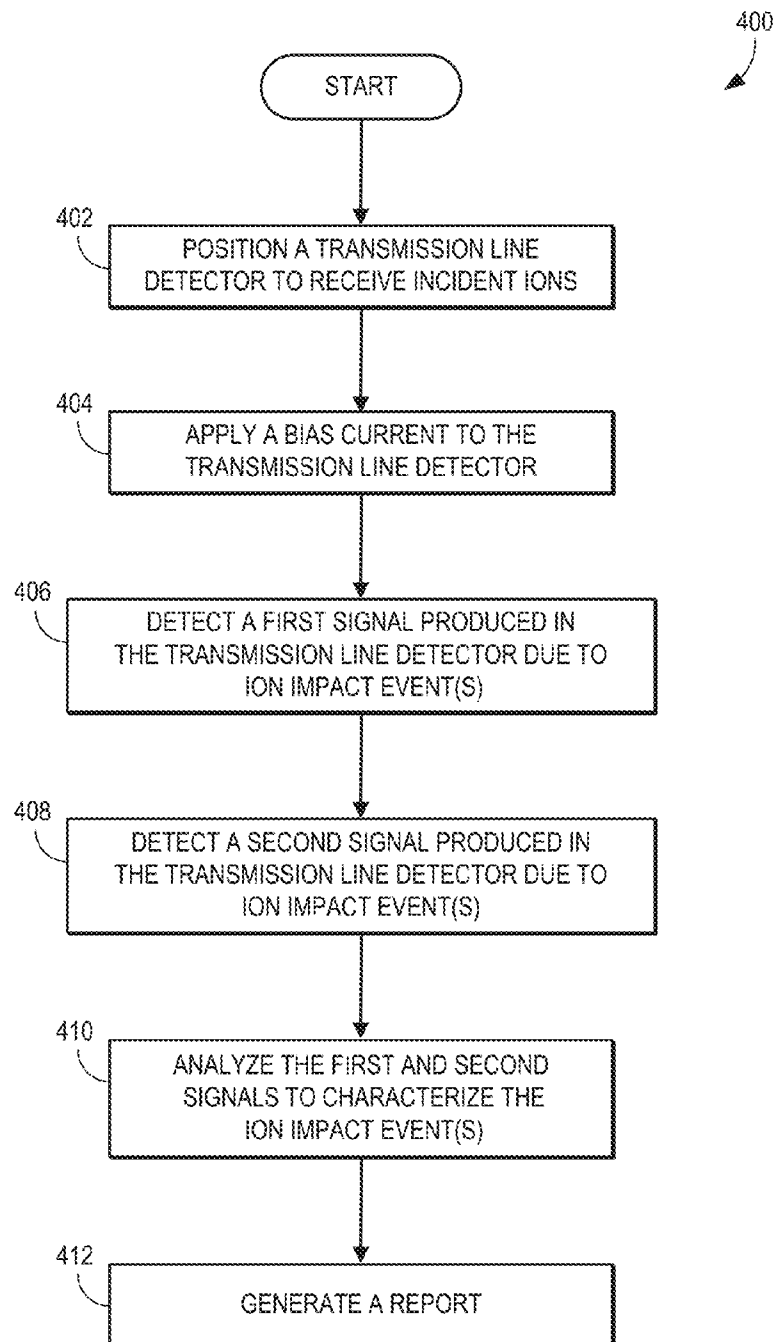 400
START
402
POSITION A TRANSMISSION LINE
DETECTOR TO RECEIVE INCIDENT IONS
404
APPLY A BIAS CURRENT TO THE
TRANSMISSION LINE DETECTOR
406
DETECT A FIRST SIGNAL PRODUCED IN
THE TRANSMISSION LINE DETECTOR DUE TO
ION IMPACT EVENT(S)
408
DETECT A SECOND SIGNAL PRODUCED IN
THE TRANSMISSION LINE DETECTOR DUE TO
ION IMPACT EVENT(S)
410
ANALYZE THE FIRST AND SECOND
SIGNALS TO CHARACTERIZE THE
ION IMPACT EVENT(S)
412
GENERATE A REPORT